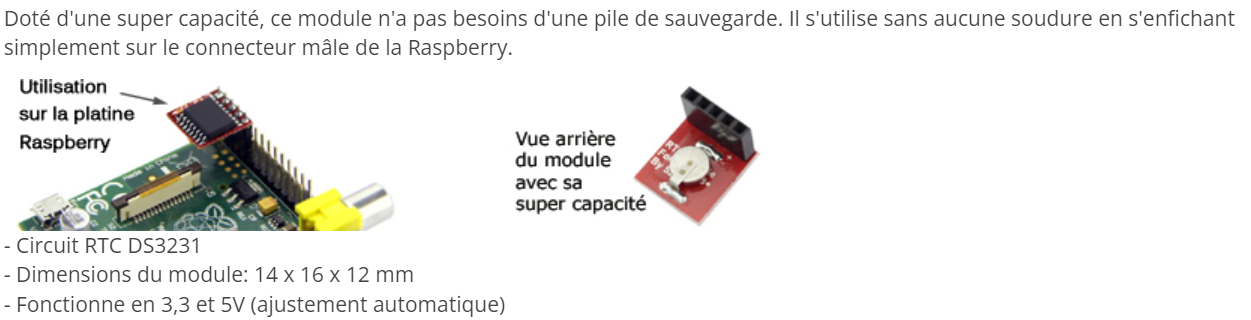 Doté d'une super capacité, ce module n'a pas besoins d'une pile de sauvegarde. Il s'utilise sans aucune soudure en s'enfichant
simplement sur le connecteur mâle de la Raspberry.
Utilisation
sur la platine
Raspberry
Made in China
Vue arrière
du module
avec sa
super capacité
- Circuit RTC DS3231
- Dimensions du module: 14 x 16 x 12 mm
- Fonctionne en 3,3 et 5V (ajustement automatique)